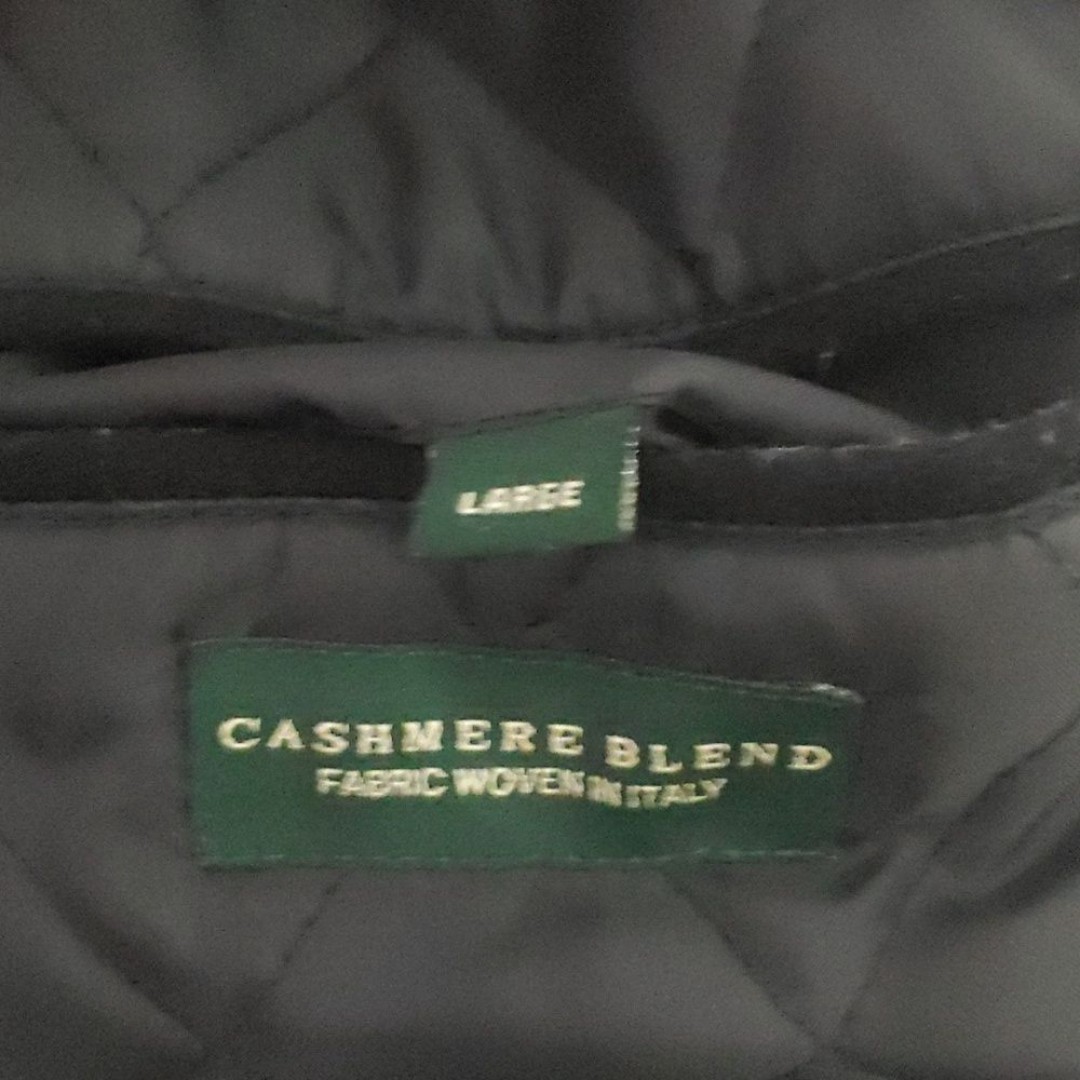 LARGE
CASHMERE BLEND
FABRIC WOVEN IN ITALY